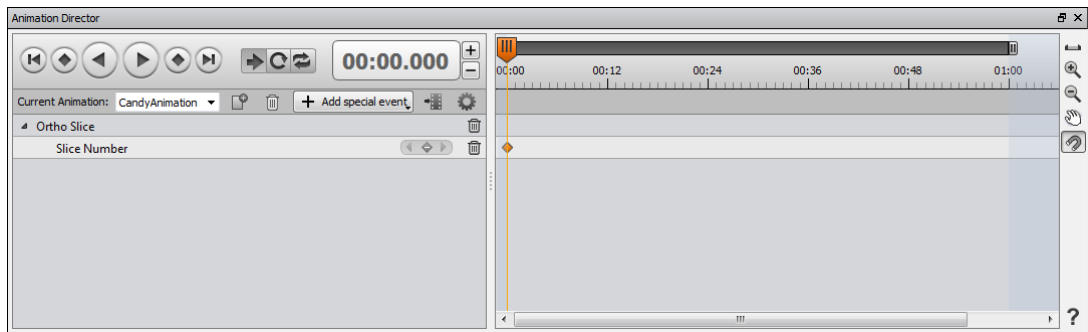 Animation Director
00:00.000
00:00 00:12 00:24 00:36 00:48 01:00
Current Animation: CandyAnimation + Add special event
Ortho Slice
Slice Number
?